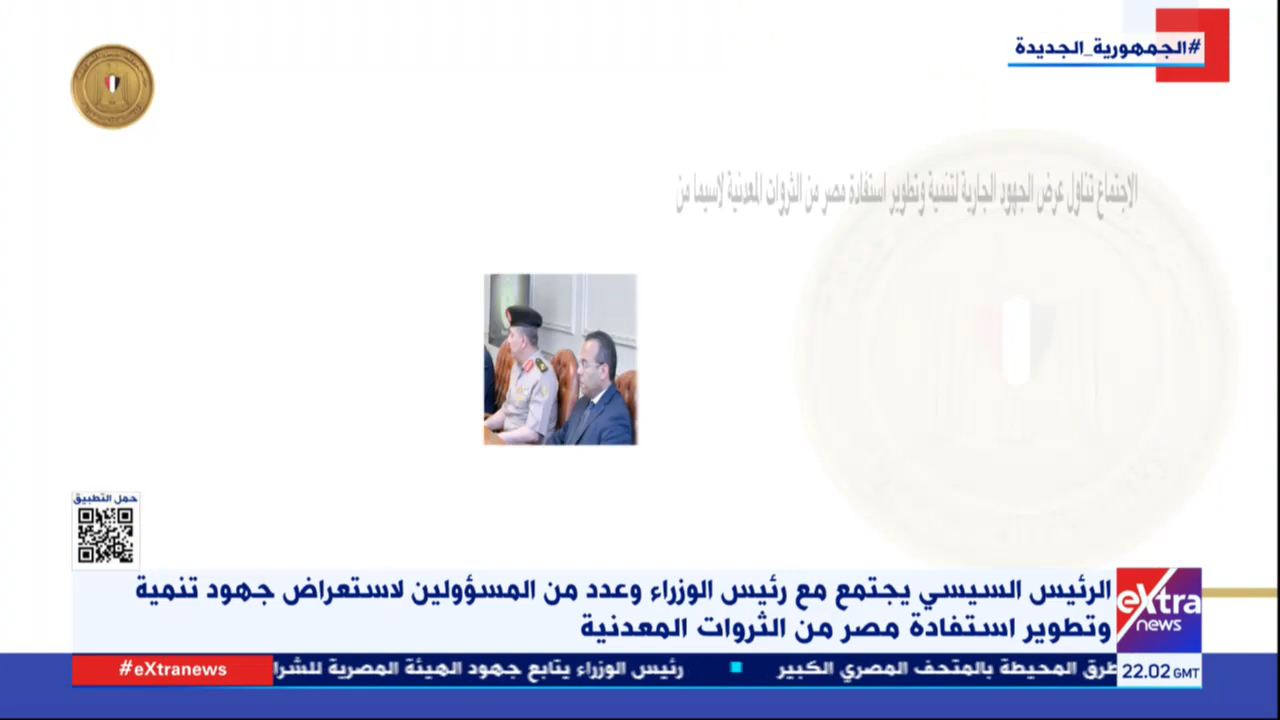 #الجمهورية_الجديدة
الاجتماع تناول عرض الجهود الجارية لتنمية وتطوير استفادة مصر من الثروات المعدنية لاسيما من
حمل التطبيق
الرئيس السيسي يجتمع مع رئيس الوزراء وعدد من المسؤولين لاستعراض جهود تنمية
وتطوير استفادة مصر من الثروات المعدنية
eXtra
news
طرق المحيطة بالمتحف المصري الكبير ■ رئيس الوزراء يتابع جهود الهيئة المصرية للشرا
#eXtranews
22.02 GMT